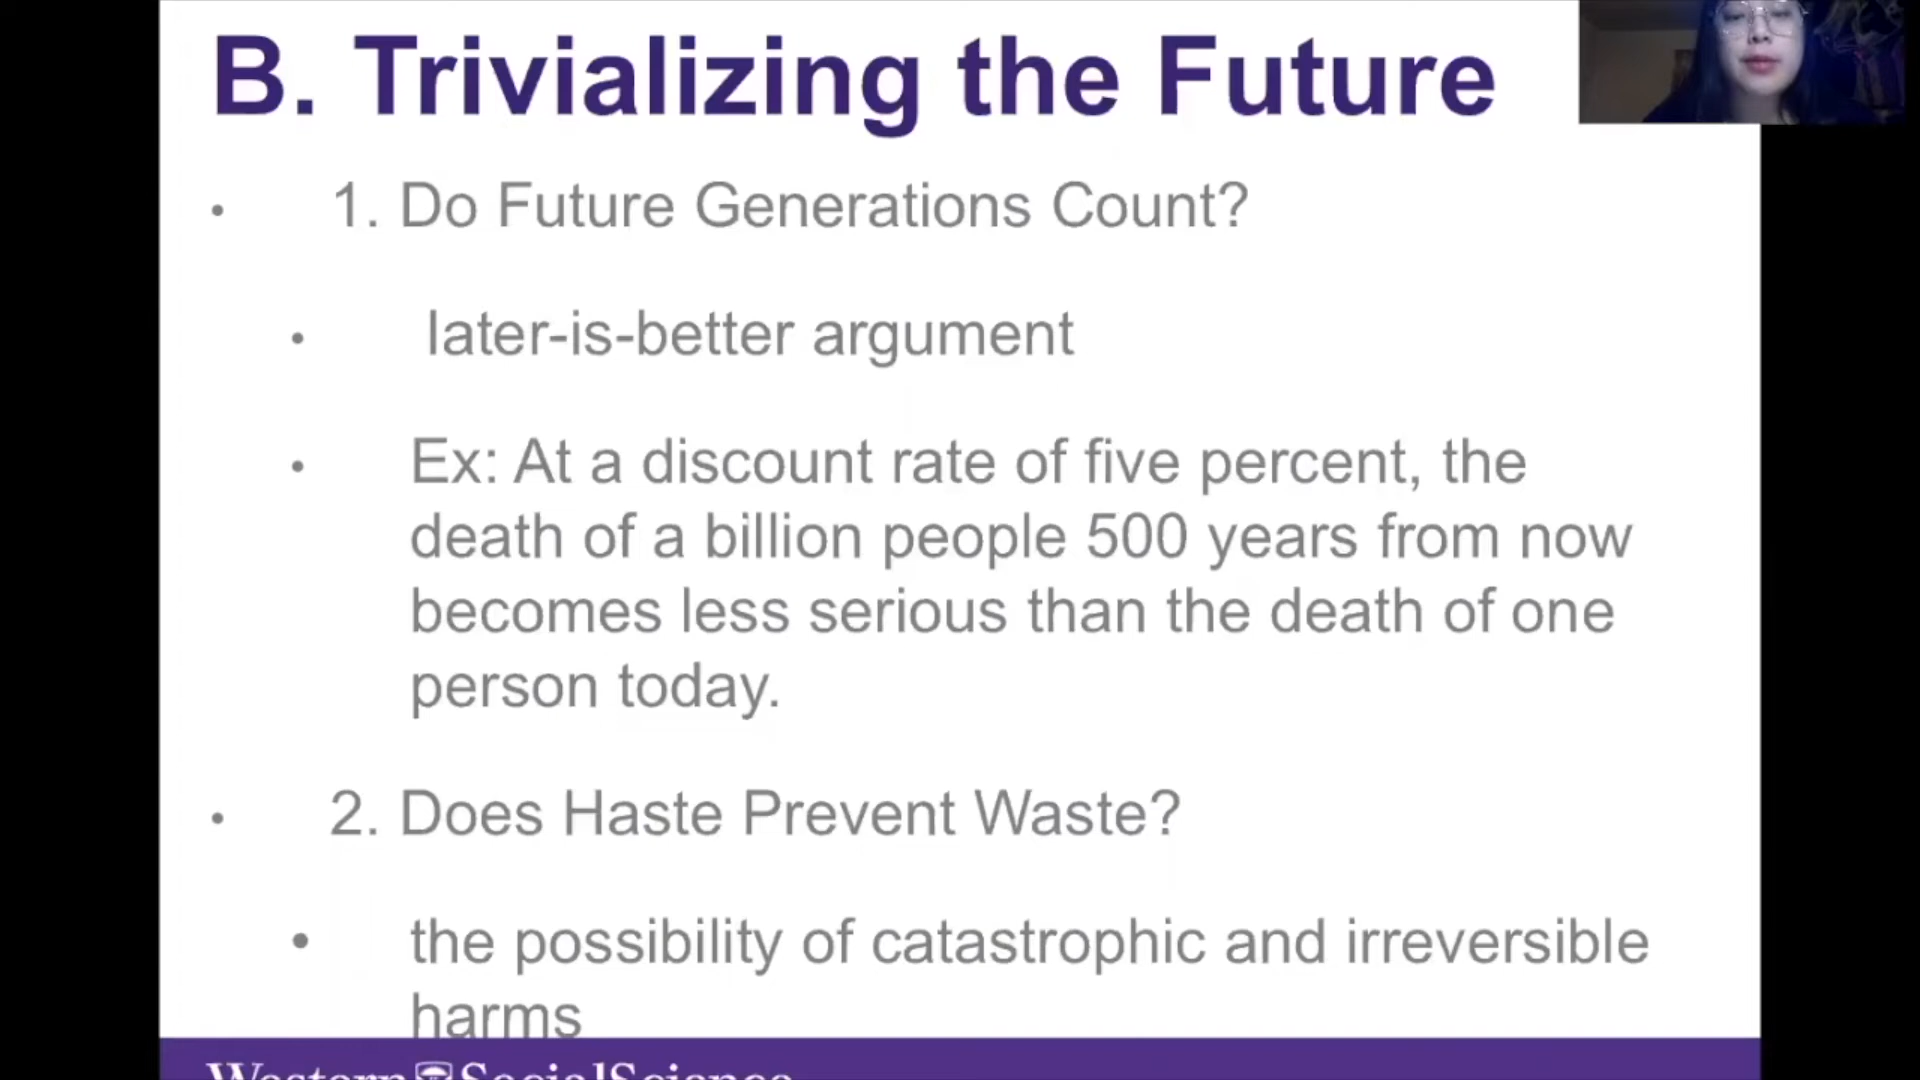 B. Trivializing the Future
• 1. Do Future Generations Count?
• later-is-better argument
• Ex: At a discount rate of five percent, the
death of a billion people 500 years from now
becomes less serious than the death of one
person today.
• 2. Does Haste Prevent Waste?
• the possibility of catastrophic and irreversible
harms
Western Social Science